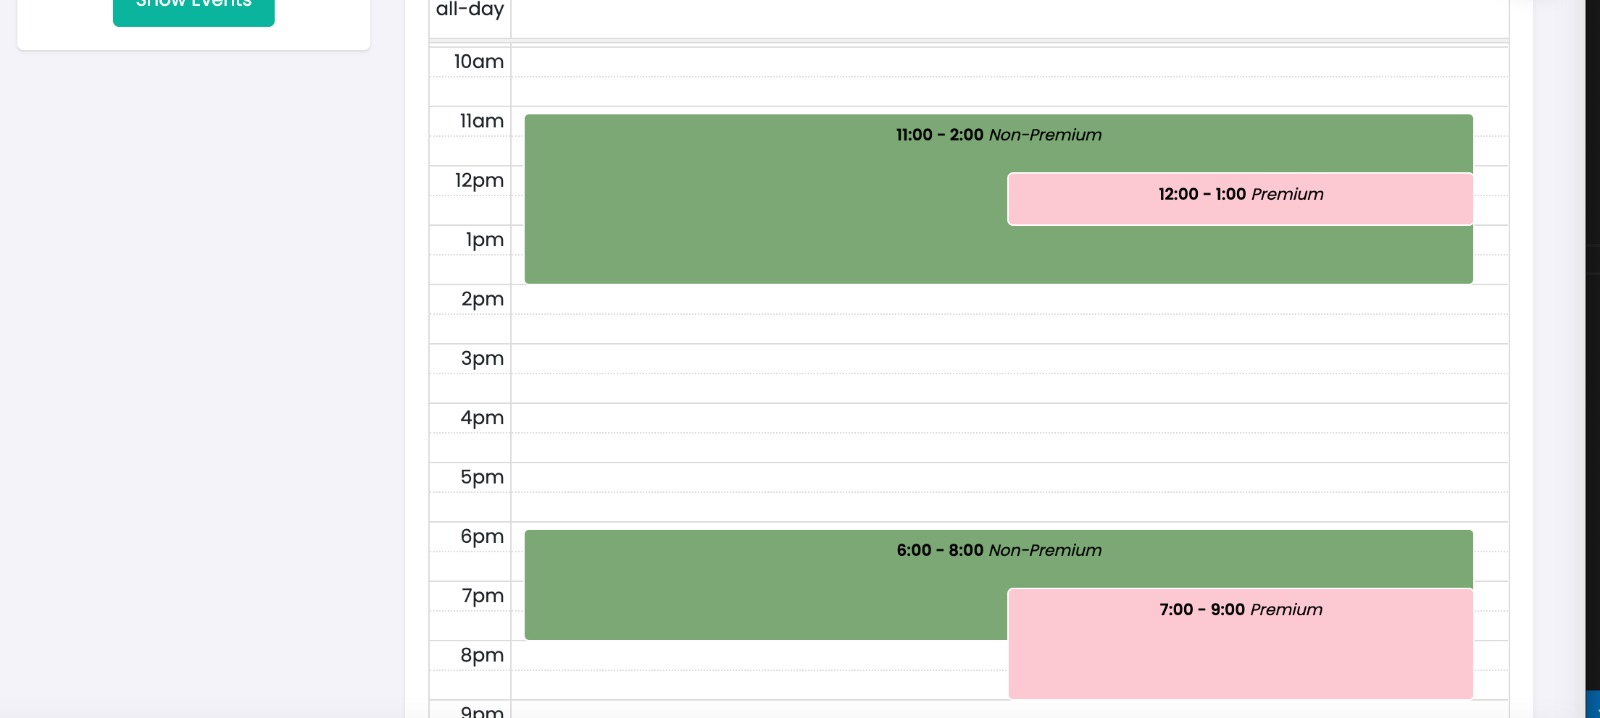 Show Events
all-day
10am
11am
11:00 - 2:00 Non-Premium
12pm
12:00 - 1:00 Premium
1pm
2pm
3pm
4pm
5pm
6pm
6:00 - 8:00 Non-Premium
7pm
7:00 - 9:00 Premium
8pm
9pm